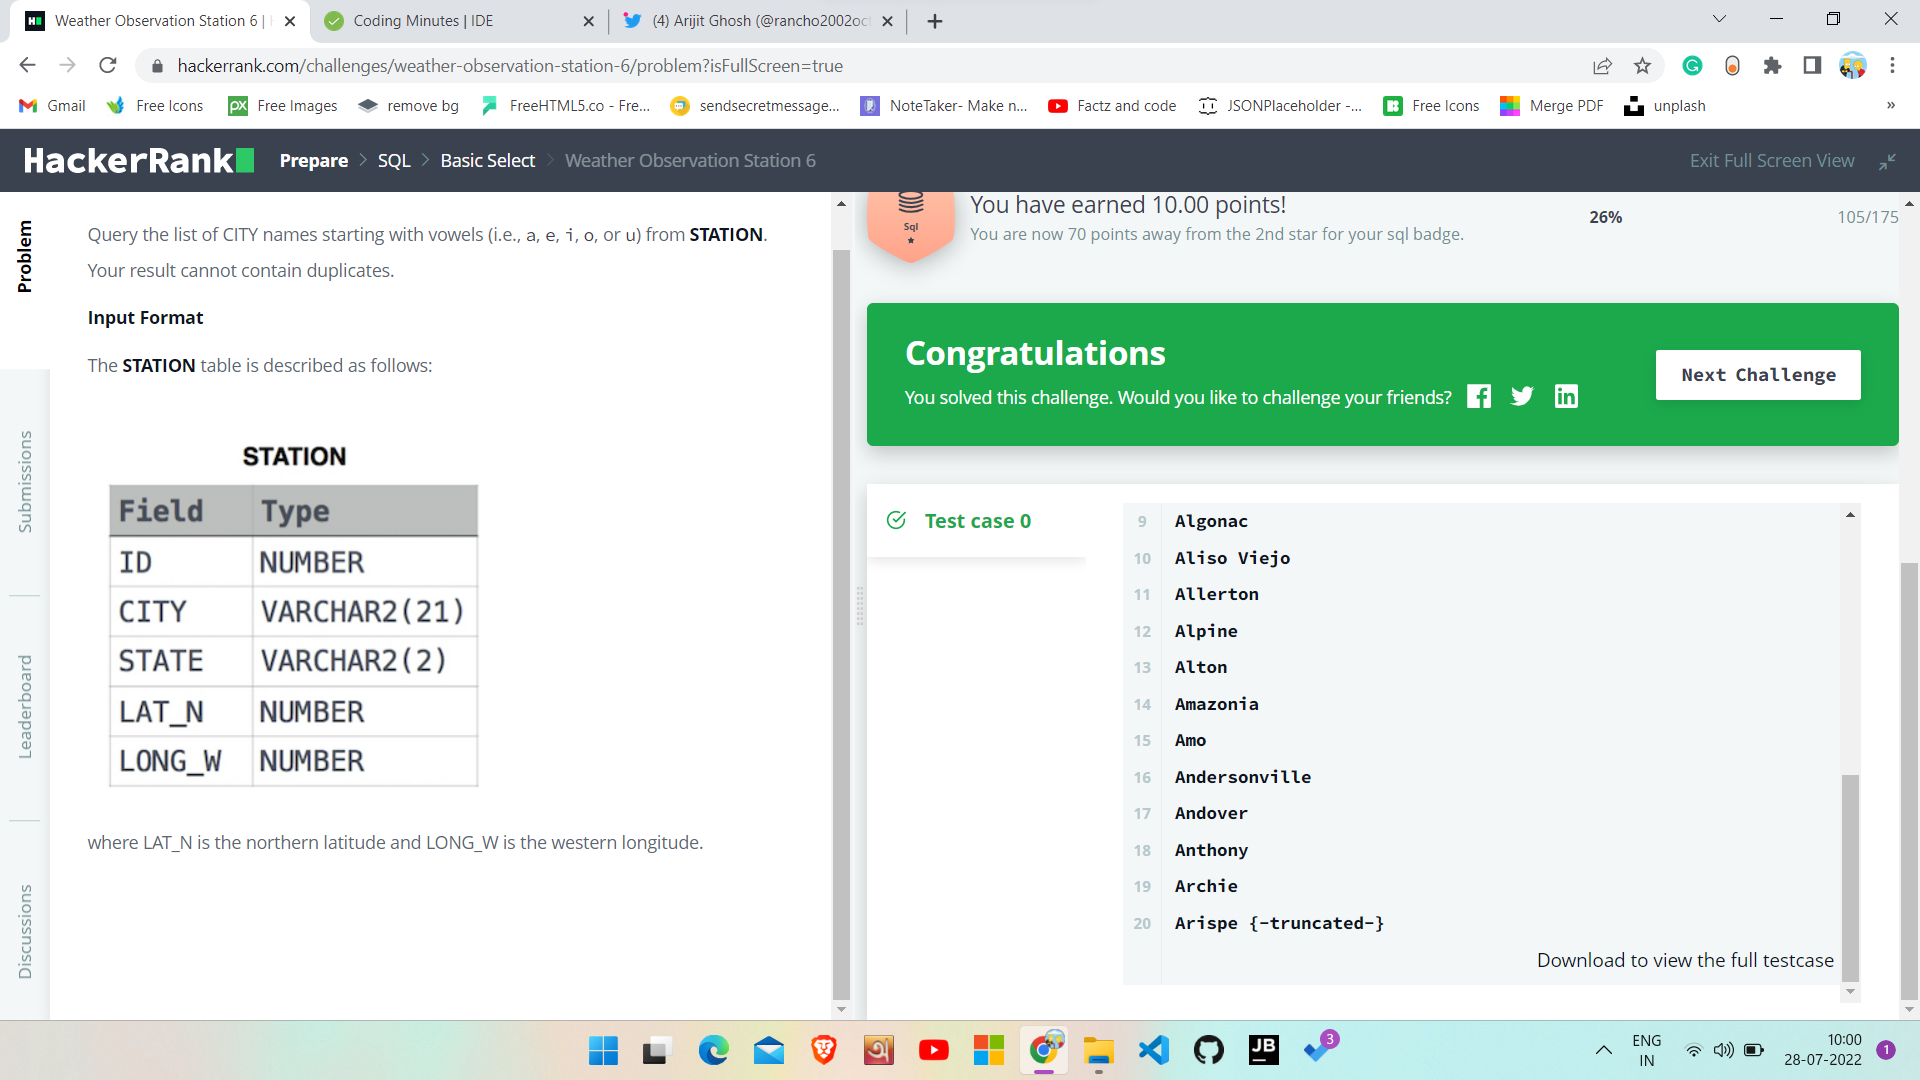 Weather Observation Station 6 |
Coding Minutes | IDE
(4) Arijit Ghosh (@rancho2002oct
hackerrank.com/challenges/weather-observation-station-6/problem?isFullScreen=true
Gmail
Free Icons
Free Images
remove bg
FreeHTML5.co - Fre...
sendsecretmessage...
NoteTaker- Make n...
Factz and code
JSONPlaceholder -...
Free Icons
Merge PDF
unplash
»
HackerRank
Prepare > SQL > Basic Select > Weather Observation Station 6
Exit Full Screen View
Problem
Submissions
Leaderboard
Discussions
Query the list of CITY names starting with vowels (i.e., a, e, i, o, or u) from STATION.
Your result cannot contain duplicates.
Input Format
The STATION table is described as follows:
STATION
Field Type
ID NUMBER
CITY VARCHAR2(21)
STATE VARCHAR2(2)
LAT_N NUMBER
LONG_W NUMBER
where LAT_N is the northern latitude and LONG_W is the western longitude.
Sql
You have earned 10.00 points!
You are now 70 points away from the 2nd star for your sql badge.
26%
105/175
Congratulations
You solved this challenge. Would you like to challenge your friends?
Next Challenge
Test case 0
9 Algonac
10 Aliso Viejo
11 Allerton
12 Alpine
13 Alton
14 Amazonia
15 Amo
16 Andersonville
17 Andover
18 Anthony
19 Archie
20 Arispe {-truncated-}
Download to view the full testcase
JB
3
ENG
IN
10:00
28-07-2022
1